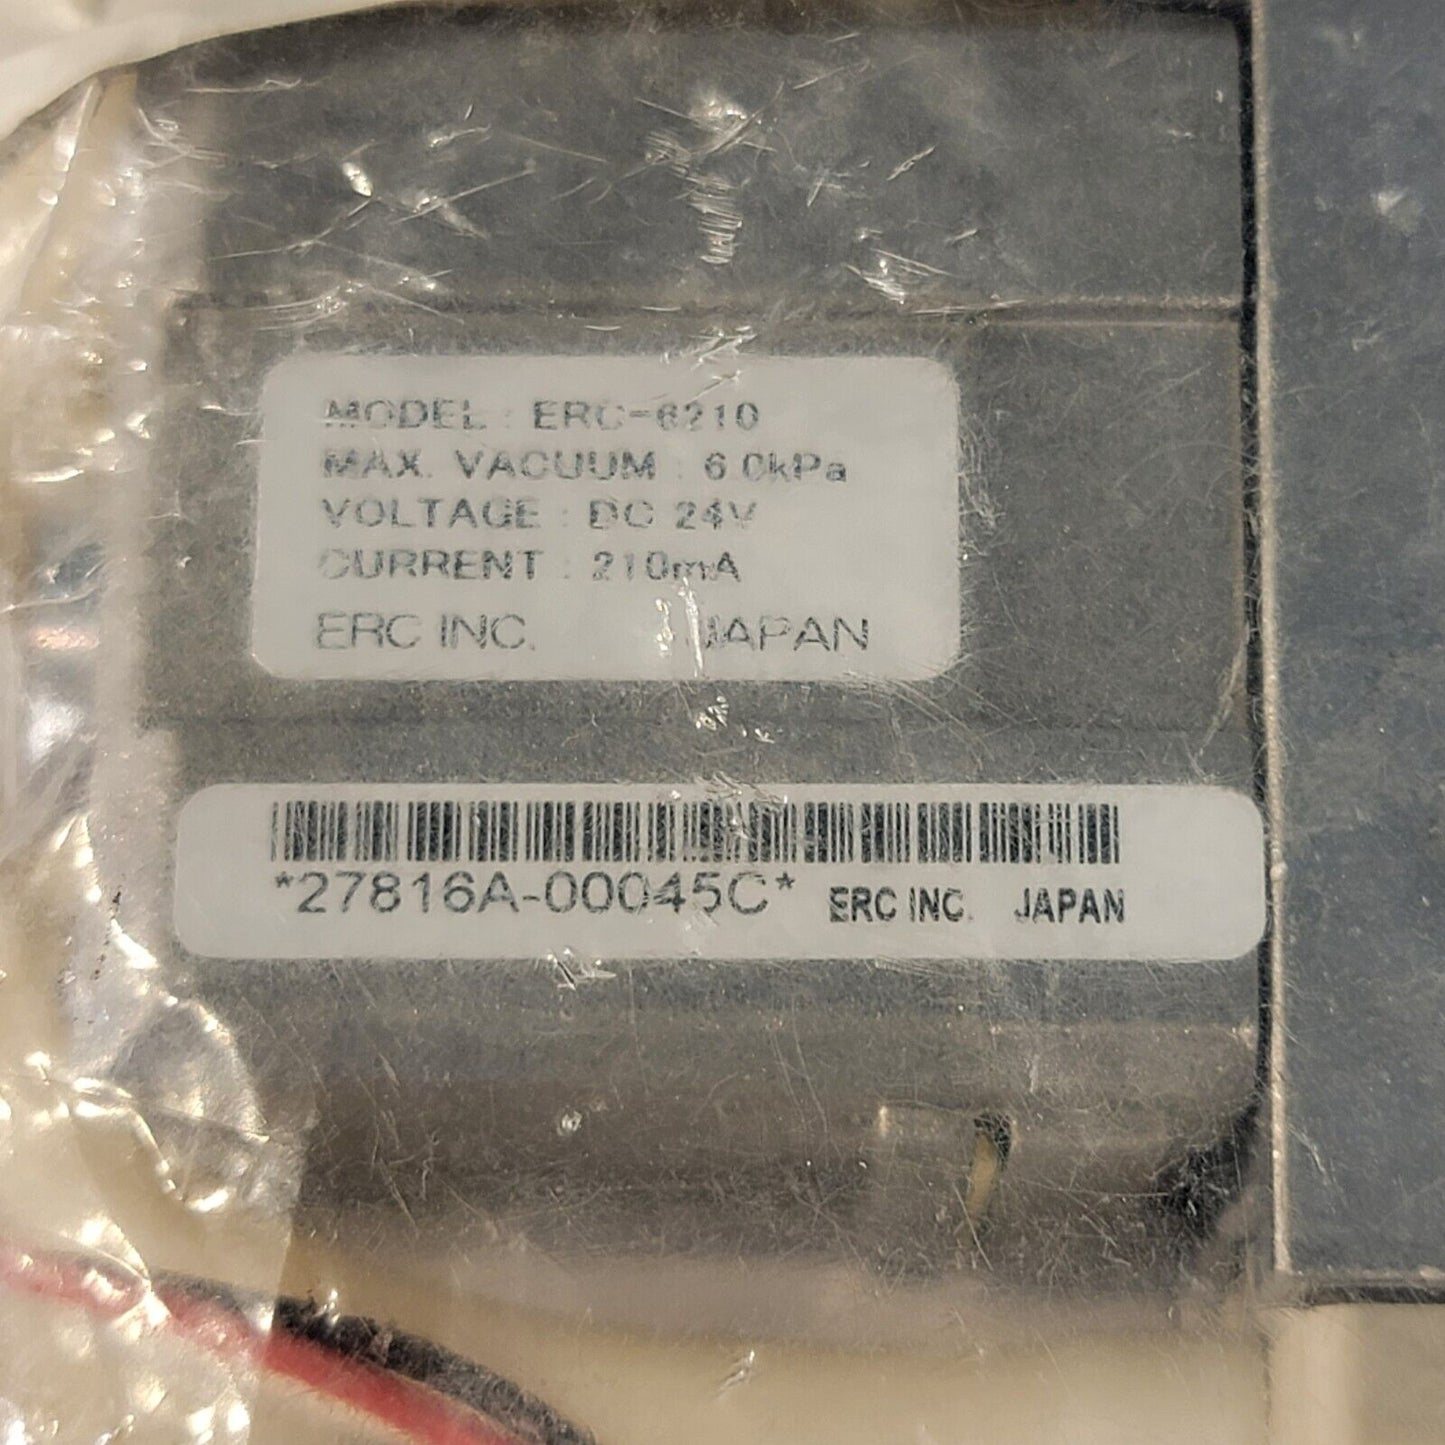 MODEL : ERC-6210
MAX. VACUUM : 6.0kPa
VOLTAGE : DC 24V
CURRENT : 210mA
ERC INC. JAPAN
*27816A-00045C* ERC INC. JAPAN